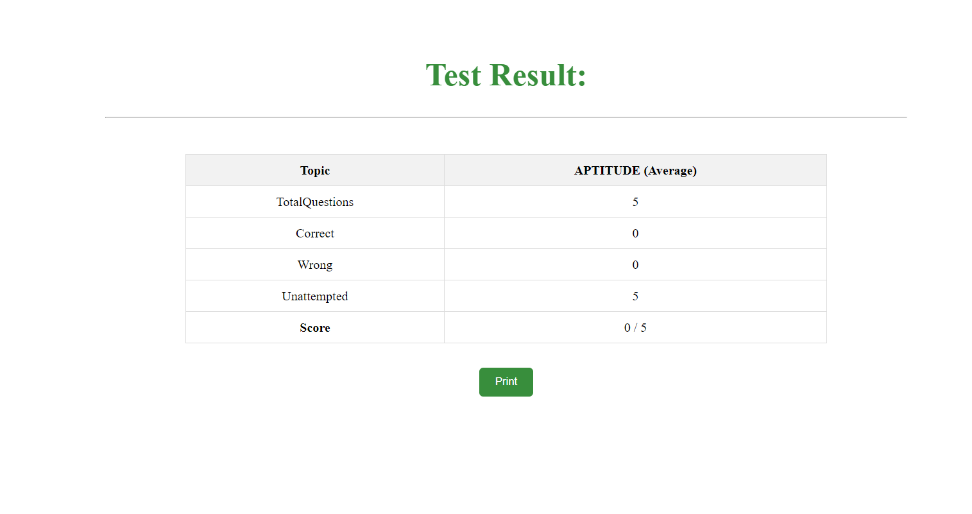 Test Result:
Topic APTITUDE (Average)
TotalQuestions 5
Correct 0
Wrong 0
Unattempted 5
Score 0 / 5
Print